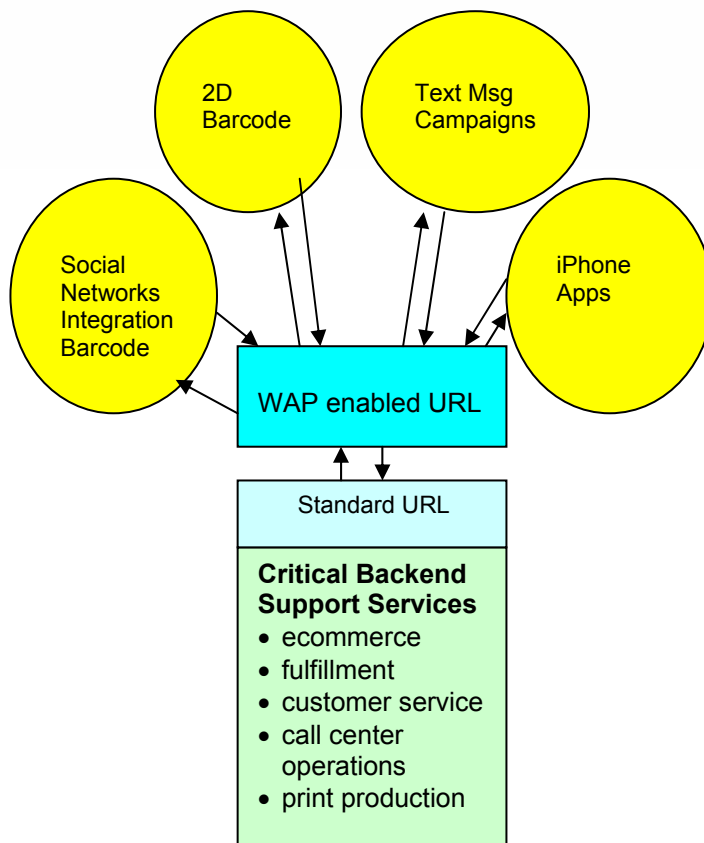 2D
Barcode
Text Msg
Campaigns
Social
Networks
Integration
Barcode
iPhone
Apps
WAP enabled URL
Standard URL
Critical Backend
Support Services
• ecommerce
• fulfillment
• customer service
• call center
operations
• print production